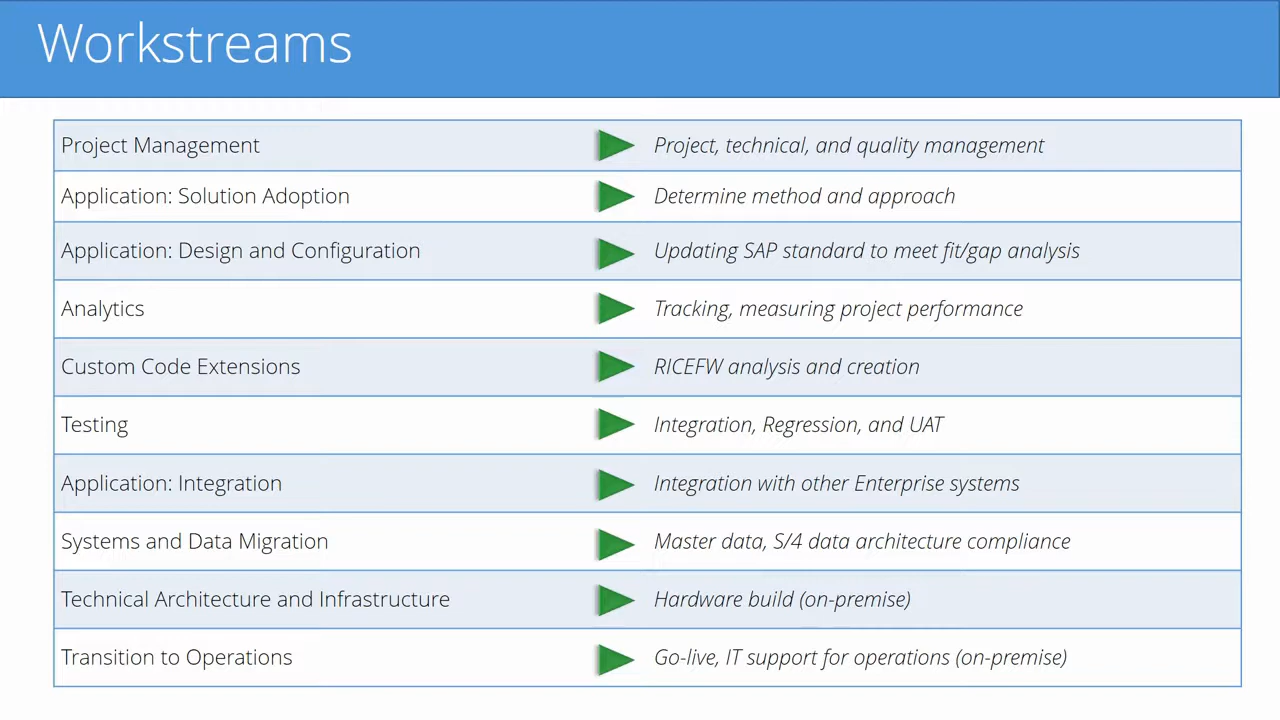 Workstreams
Project Management Project, technical, and quality management
Application: Solution Adoption Determine method and approach
Application: Design and Configuration Updating SAP standard to meet fit/gap analysis
Analytics Tracking, measuring project performance
Custom Code Extensions RICEFW analysis and creation
Testing Integration, Regression, and UAT
Application: Integration Integration with other Enterprise systems
Systems and Data Migration Master data, S/4 data architecture compliance
Technical Architecture and Infrastructure Hardware build (on-premise)
Transition to Operations Go-live, IT support for operations (on-premise)